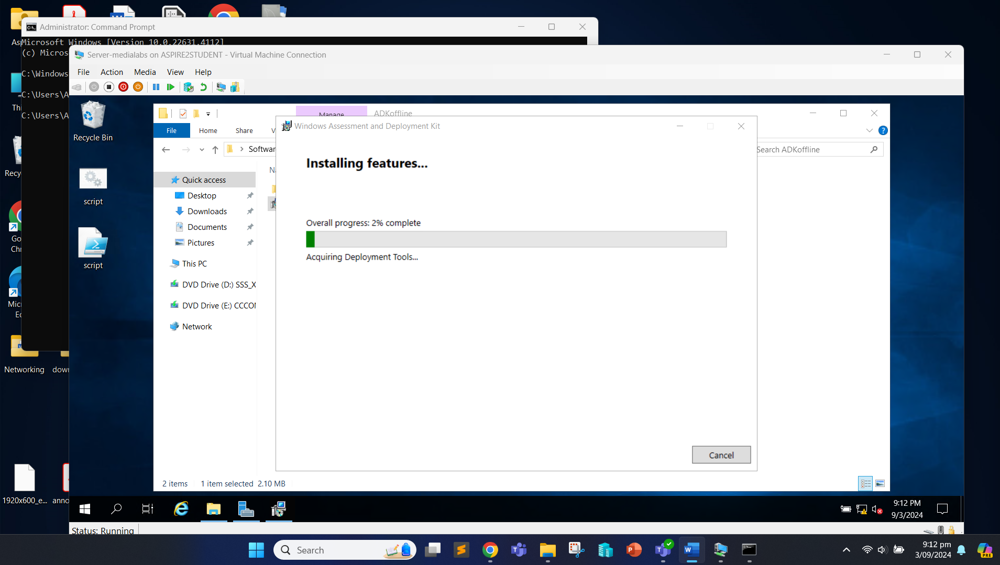 Administrator: Command Prompt
Microsoft Windows [Version 10.0.22631.4112]
(c) Micros
C:\Windows
C:\Users\A
C:\Users\A
Server-medialabs on ASPIRE2STUDENT - Virtual Machine Connection
File Action Media View Help
Recycle Bin
script
script
Manage
ADKoffline
File Home Share V
Softwar
Search ADKoffline
Quick access
Desktop
Downloads
Documents
Pictures
This PC
DVD Drive (D:) SSS_X
DVD Drive (E:) CCCO
Network
2 items 1 item selected 2.10 MB
Windows Assessment and Deployment Kit
Installing features...
Overall progress: 2% complete
Acquiring Deployment Tools...
Cancel
9:12 PM
9/3/2024
Status: Running
As
Thi
Recy
Go
Chr
Mic
Ec
Networking
down
1920x600_e...
anno
Search
9:12 pm
3/09/2024
PRE